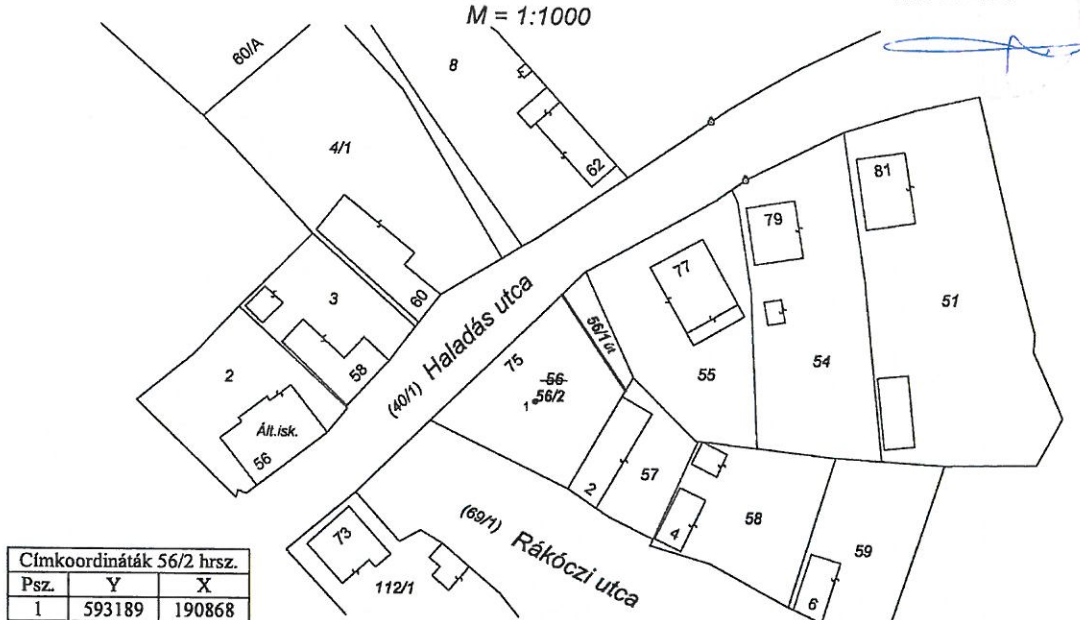 M = 1:1000
60/A
8
4/1
62
81
79
77
3
60
51
(40/1) Haladás utca
56/1 út
2
58
75
56
56/2
1
55
54
Ált.isk.
56
57
2
58
(69/1) Rákóczi utca
4
59
73
112/1
6
Címkoordináták 56/2 hrsz.
Psz. Y X
1 593189 190868